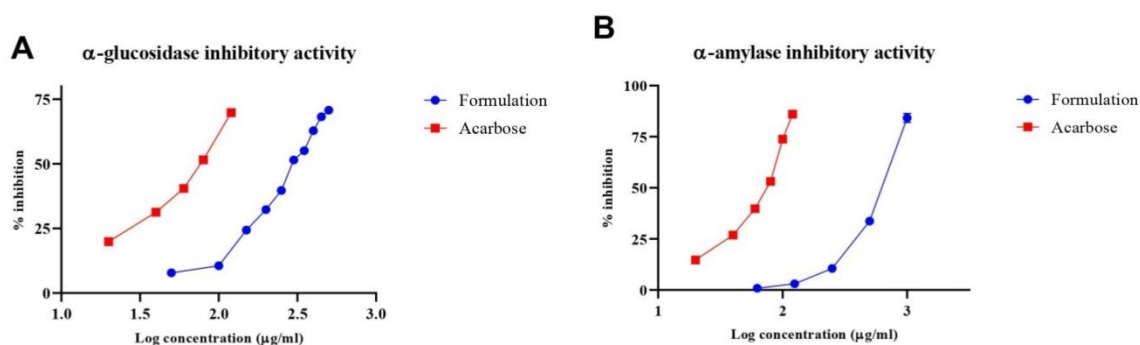 A
α-glucosidase inhibitory activity
75
50
25
0
% inhibition
1.0 1.5 2.0 2.5 3.0
Log concentration (μg/ml)
Formulation
Acarbose
B
α-amylase inhibitory activity
100
75
50
25
0
% inhibition
1 2 3
Log concentration (μg/ml)
Formulation
Acarbose